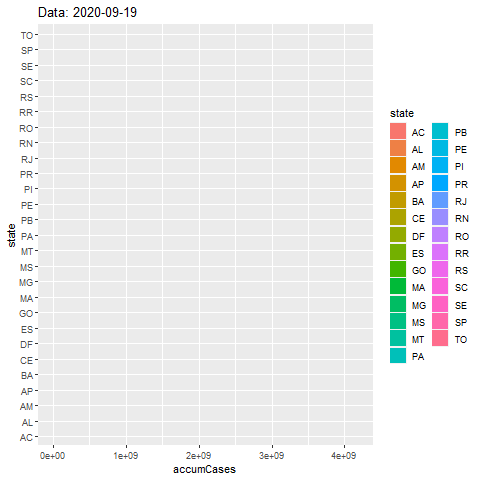 Data: 2020-09-19
TO
SP
SE
SC
RS
RR
RO
RN
RJ
PR
PI
PE
PB
PA
MT
MS
MG
MA
GO
ES
DF
CE
BA
AP
AM
AL
AC
state
0e+00 1e+09 2e+09 3e+09 4e+09
accumCases
state
AC PB
AL PE
AM PI
AP PR
BA RJ
CE RN
DF RO
ES RR
GO RS
MA SC
MG SE
MS SP
MT TO
PA